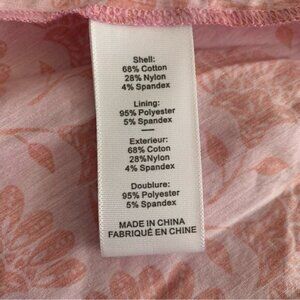 Shell:
68% Cotton
28% Nylon
4% Spandex
Lining:
95% Polyester
5% Spandex
Exterieur:
68% Coton
28%Nylon
4% Spandex
Doublure:
95% Polyester
5% Spandex
MADE IN CHINA
FABRIQUÉ EN CHINE